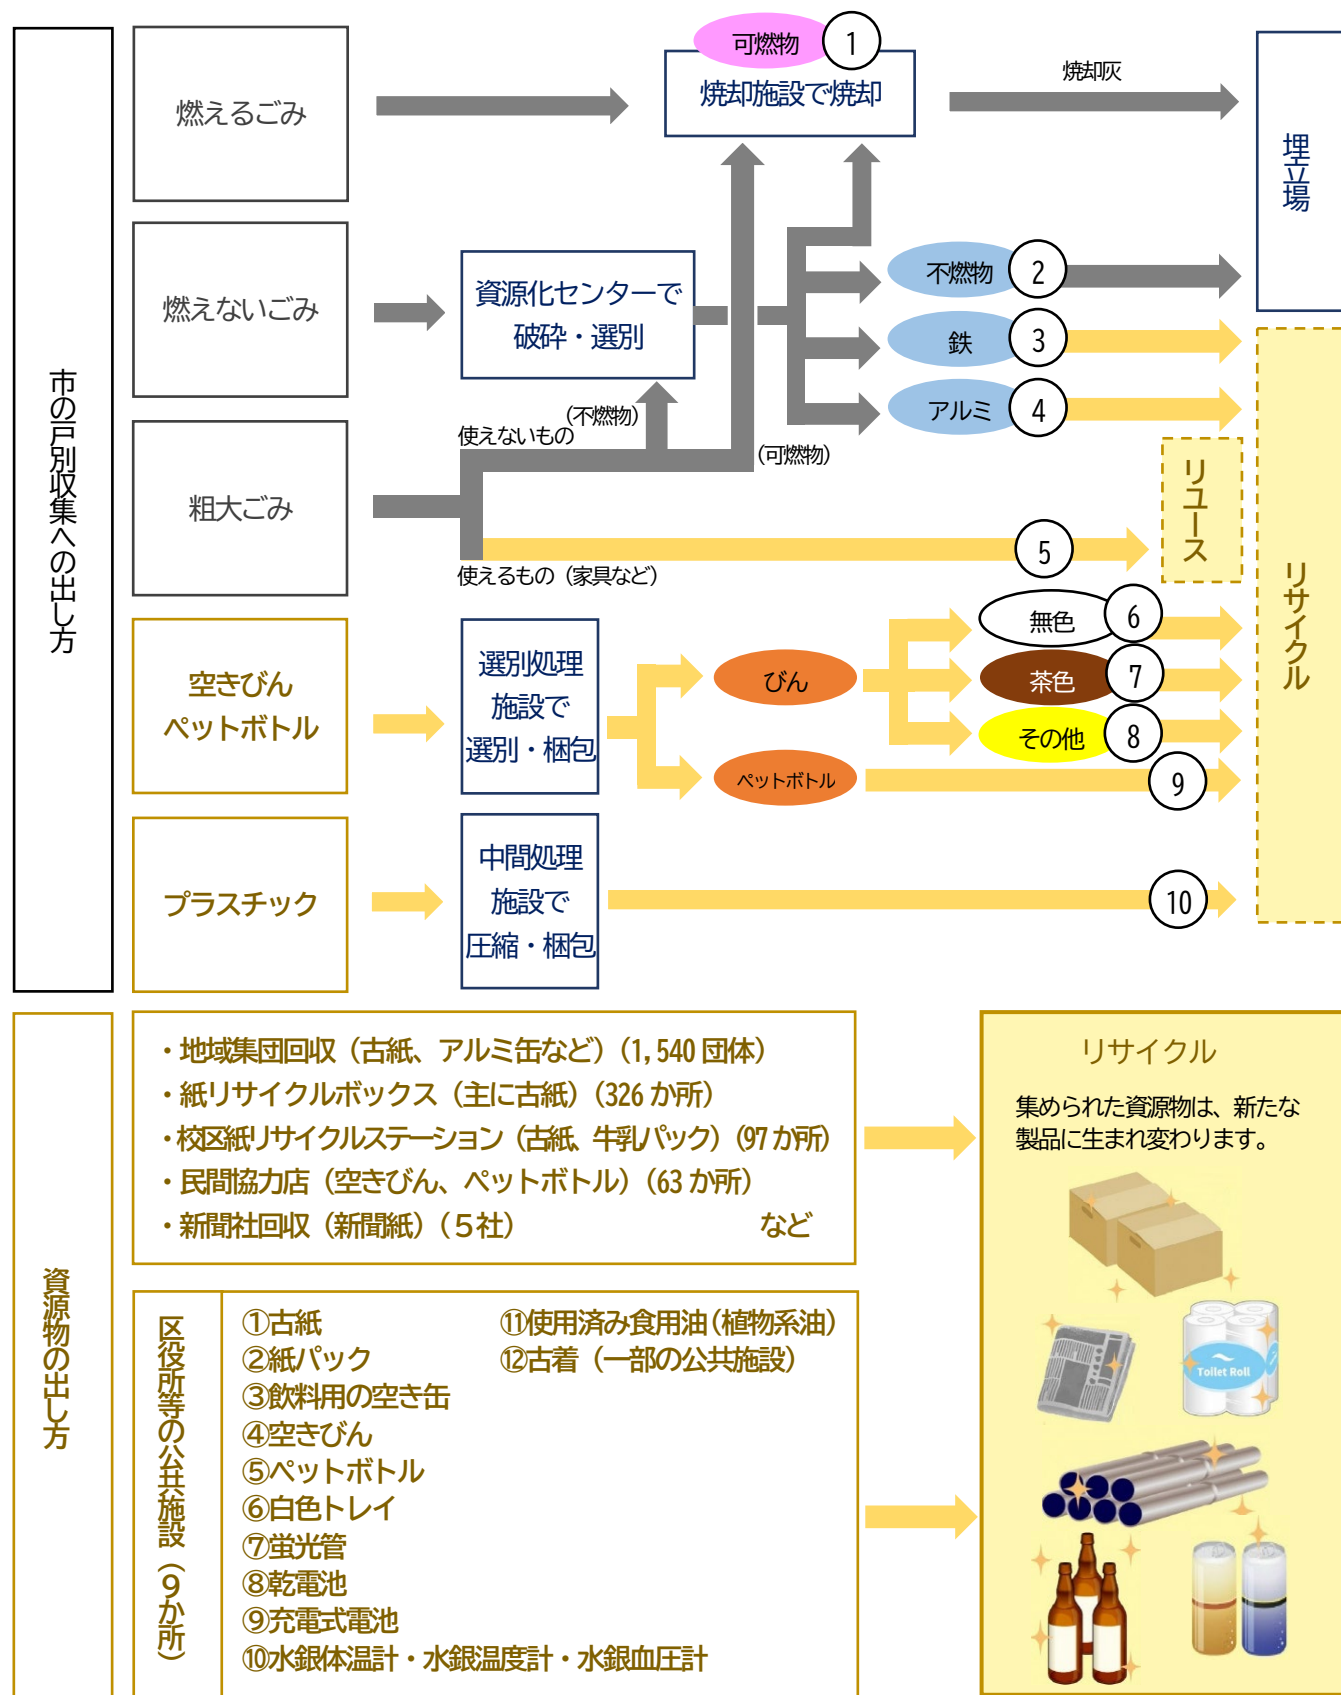 市の戸別収集への出し方
燃えるごみ
可燃物 1
焼却施設で焼却
焼却灰
埋立場
燃えないごみ
資源化センターで
破砕・選別
不燃物 2
鉄 3
アルミ 4
粗大ごみ
使えないもの
(不燃物)
(可燃物)
使えるもの（家具など）
5
リユース
リサイクル
空きびん
ペットボトル
選別処理
施設で
選別・梱包
びん
無色 6
茶色 7
その他 8
ペットボトル
9
プラスチック
中間処理
施設で
圧縮・梱包
10
資源物の出し方
・地域集団回収（古紙、アルミ缶など）（1,540 団体）
・紙リサイクルボックス（主に古紙）（326 か所）
・校区紙リサイクルステーション（古紙、牛乳パック）（97 か所）
・民間協力店（空きびん、ペットボトル）（63 か所）
・新聞社回収（新聞紙）（５社） など
区役所等の公共施設（９か所）
①古紙
②紙パック
③飲料用の空き缶
④空きびん
⑤ペットボトル
⑥白色トレイ
⑦蛍光管
⑧乾電池
⑨充電式電池
⑩水銀体温計・水銀温度計・水銀血圧計
⑪使用済み食用油（植物系油）
⑫古着（一部の公共施設）
リサイクル
集められた資源物は、新たな
製品に生まれ変わります。
Toilet Roll